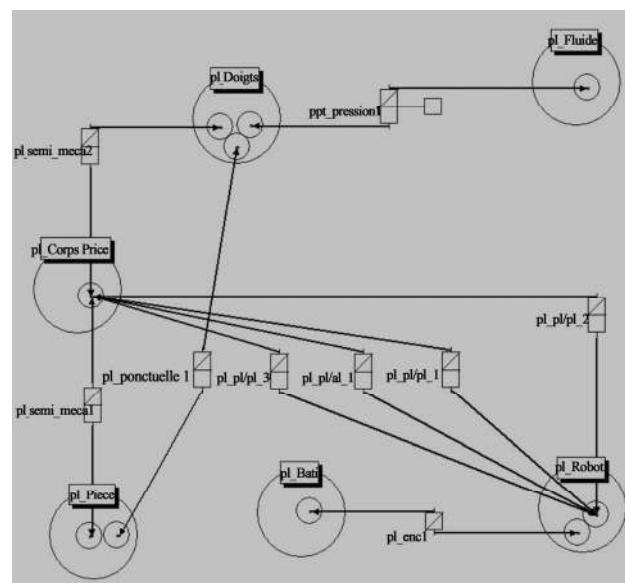 pl_Fluide
pl_Doigts
ppt_pression1
pl_semi_meca2
pl_Corps Price
pl_pl/pl_2
pl_ponctuelle 1
pl_pl/pl_3
pl_pl/al_1
pl_pl/pl_1
pl_semi_meca1
pl_Piece
pl_Bati
pl_Robot
pl_enc1